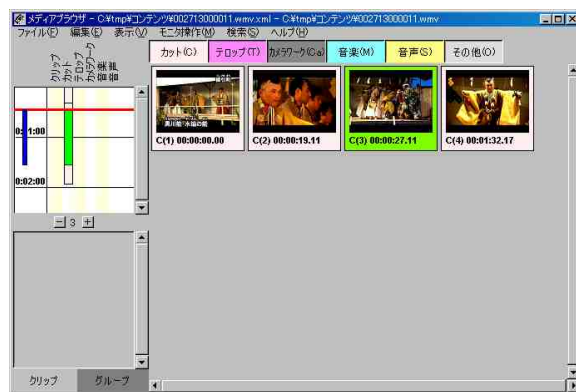 メディアブラウザ - C:¥tmp¥コンテンツ¥002713000011.wmv.xml - C:¥tmp¥コンテンツ¥002713000011.wmv
ファイル(F) 編集(E) 表示(V) モニタ操作(M) 検索(S) ヘルプ(H)
クリップ
カット
テロップ
カメラワーク
音楽
音声
カット(C) テロップ(T) カメラワーク(Ca) 音楽(M) 音声(S) その他(O)
C(1) 00:00:00.00 C(2) 00:00:19.11 C(3) 00:00:27.11 C(4) 00:01:32.17
0:01:00
0:02:00
- 3 +
クリップ グループ